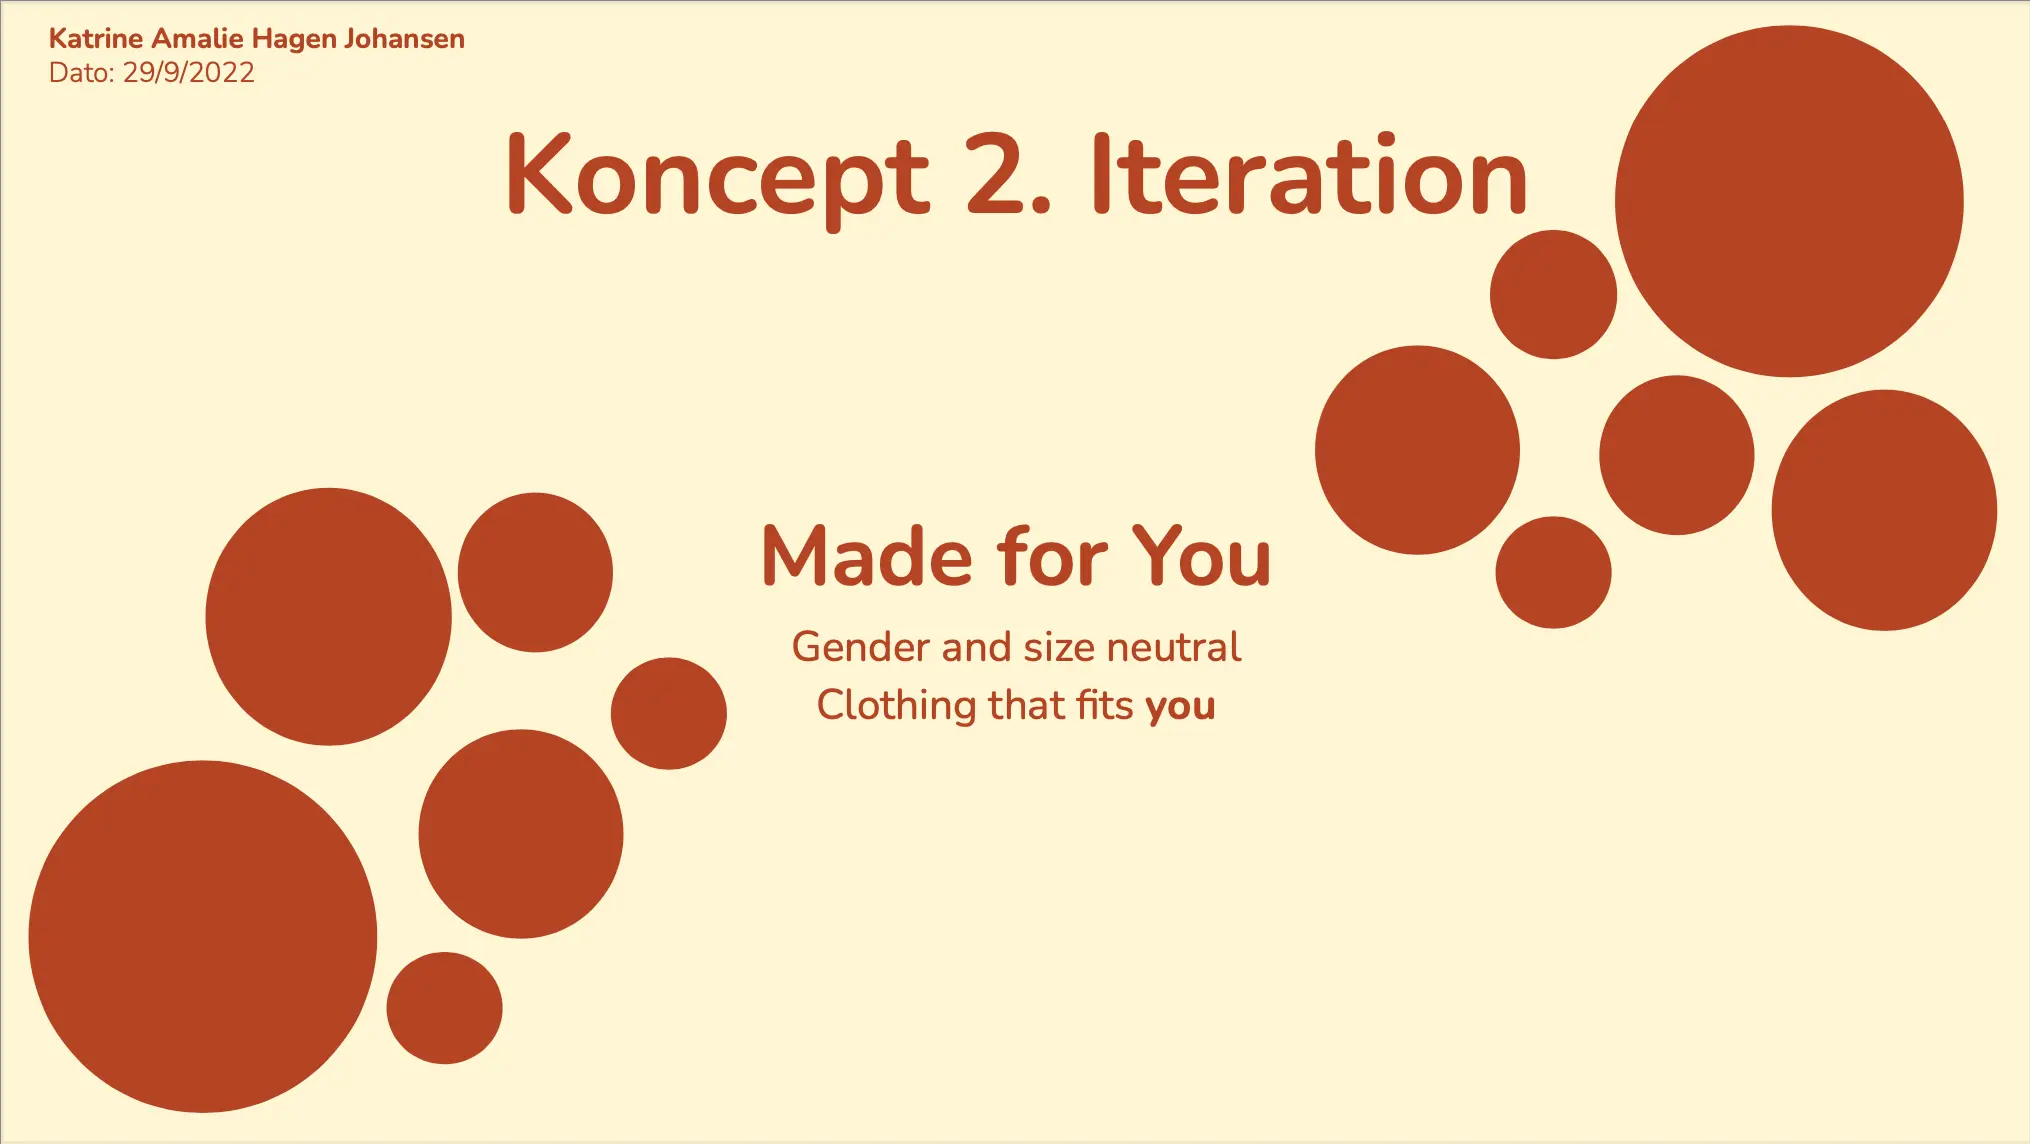 Katrine Amalie Hagen Johansen
Dato: 29/9/2022
Koncept 2. Iteration
Made for You
Gender and size neutral
Clothing that fits you